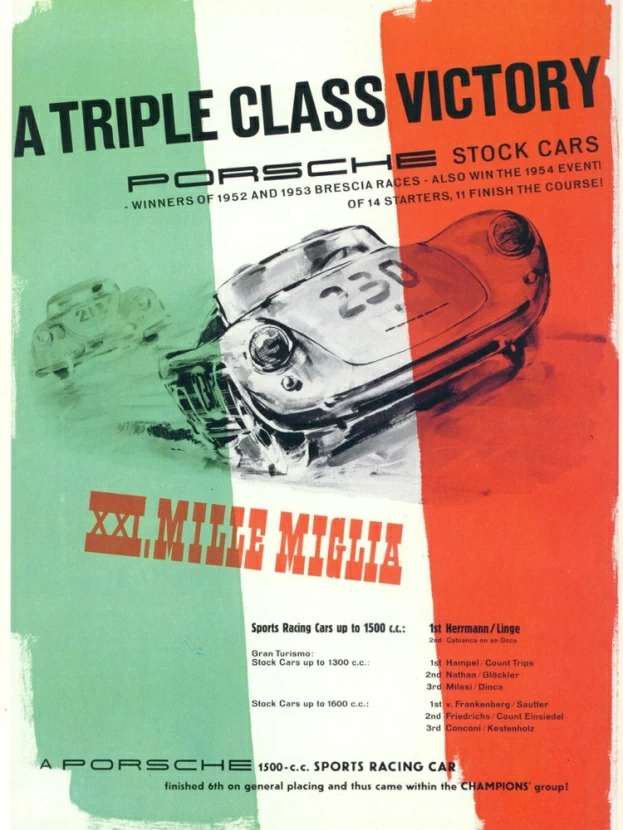 A TRIPLE CLASS VICTORY
PORSCHE STOCK CARS
- WINNERS OF 1952 AND 1953 BRESCIA RACES - ALSO WIN THE 1954 EVENT!
OF 14 STARTERS, 11 FINISH THE COURSE!
230
XXI. MILLE MIGLIA
Sports Racing Cars up to 1500 c.c.: 1st Herrmann / Linge
2nd Cabianca on an Osca
Gran Turismo:
Stock Cars up to 1300 c.c.: 1st Hampel / Count Trips
2nd Nathan / Glöckler
3rd Milesi / Dinca
Stock Cars up to 1600 c.c.: 1st v. Frankenberg / Sautter
2nd Friedrichs / Count Einsiedel
3rd Conconi / Kestenholz
A PORSCHE 1500-c.c. SPORTS RACING CAR
finished 6th on general placing and thus came within the CHAMPIONS' group!